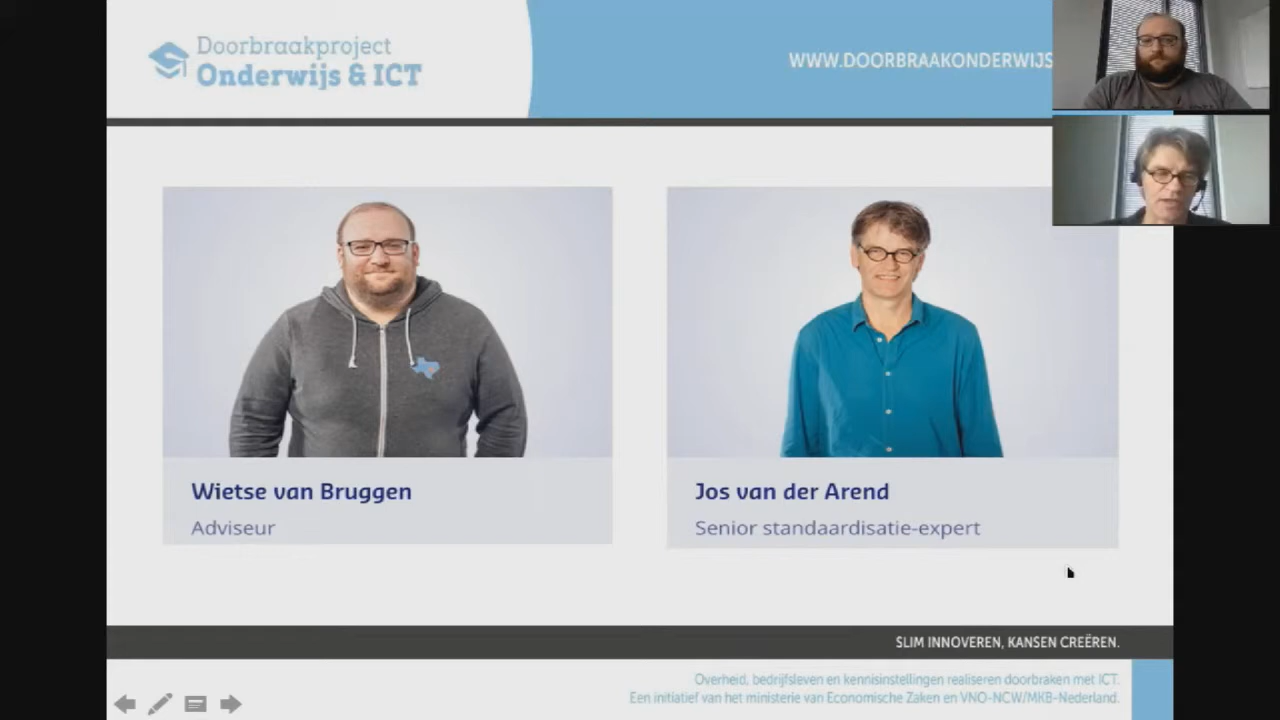 Doorbraakproject
Onderwijs & ICT
WWW.DOORBRAAKONDERWIJS
Wietse van Bruggen
Adviseur
Jos van der Arend
Senior standaardisatie-expert
SLIM INNOVEREN, KANSEN CREËREN.
Overheid, bedrijfsleven en kennisinstellingen realiseren doorbraken met ICT.
Een initiatief van het ministerie van Economische Zaken en VNO-NCW/MKB-Nederland.